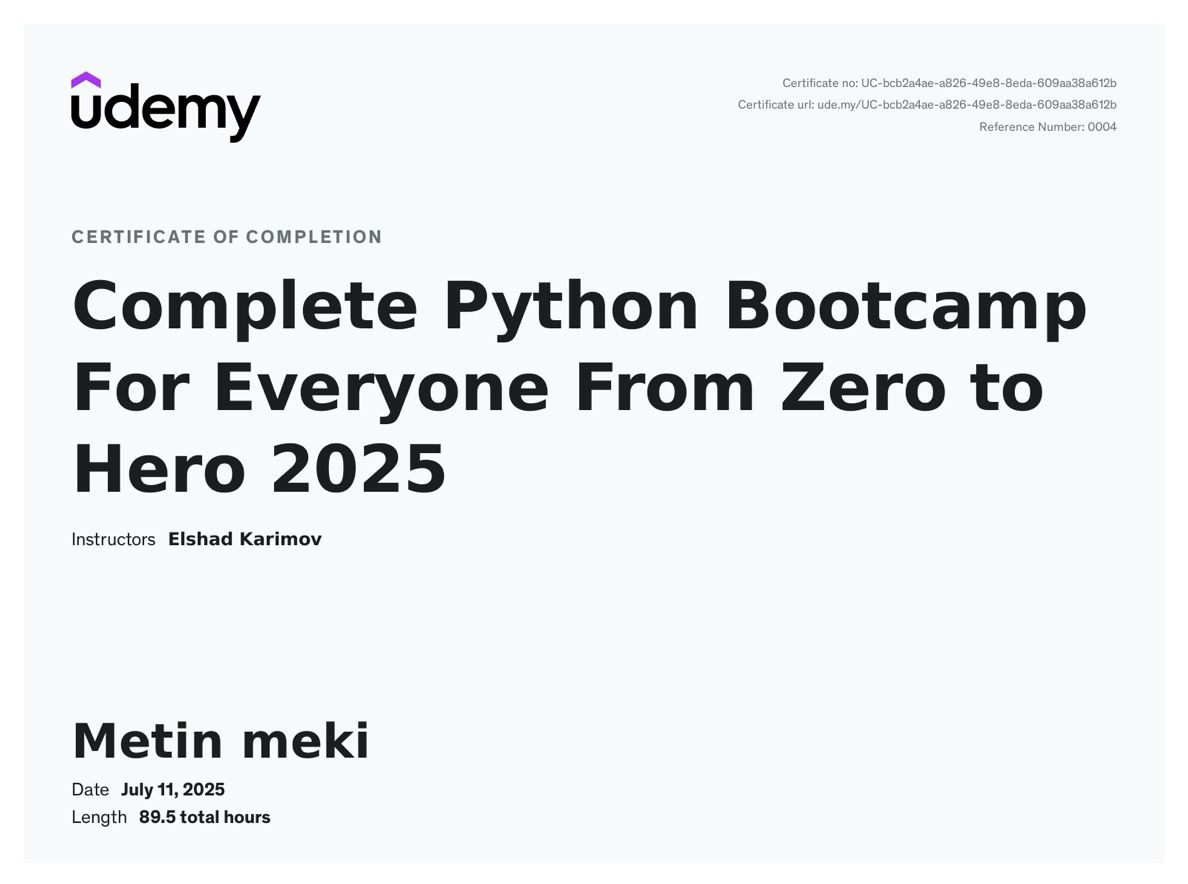 udemy
Certificate no: UC-bcb2a4ae-a826-49e8-8eda-609aa38a612b
Certificate url: ude.my/UC-bcb2a4ae-a826-49e8-8eda-609aa38a612b
Reference Number: 0004
CERTIFICATE OF COMPLETION
Complete Python Bootcamp
For Everyone From Zero to
Hero 2025
Instructors Elshad Karimov
Metin meki
Date July 11, 2025
Length 89.5 total hours